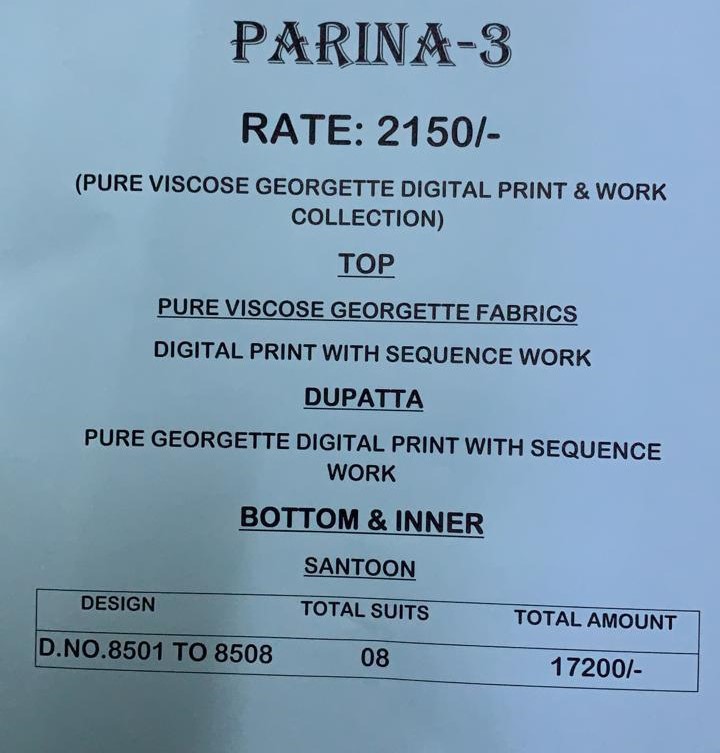 PARINA-3
RATE: 2150/-
(PURE VISCOSE GEORGETTE DIGITAL PRINT & WORK
COLLECTION)
TOP
PURE VISCOSE GEORGETTE FABRICS
DIGITAL PRINT WITH SEQUENCE WORK
DUPATTA
PURE GEORGETTE DIGITAL PRINT WITH SEQUENCE
WORK
BOTTOM & INNER
SANTOON
DESIGN TOTAL SUITS TOTAL AMOUNT
D.NO.8501 TO 8508 08 17200/-